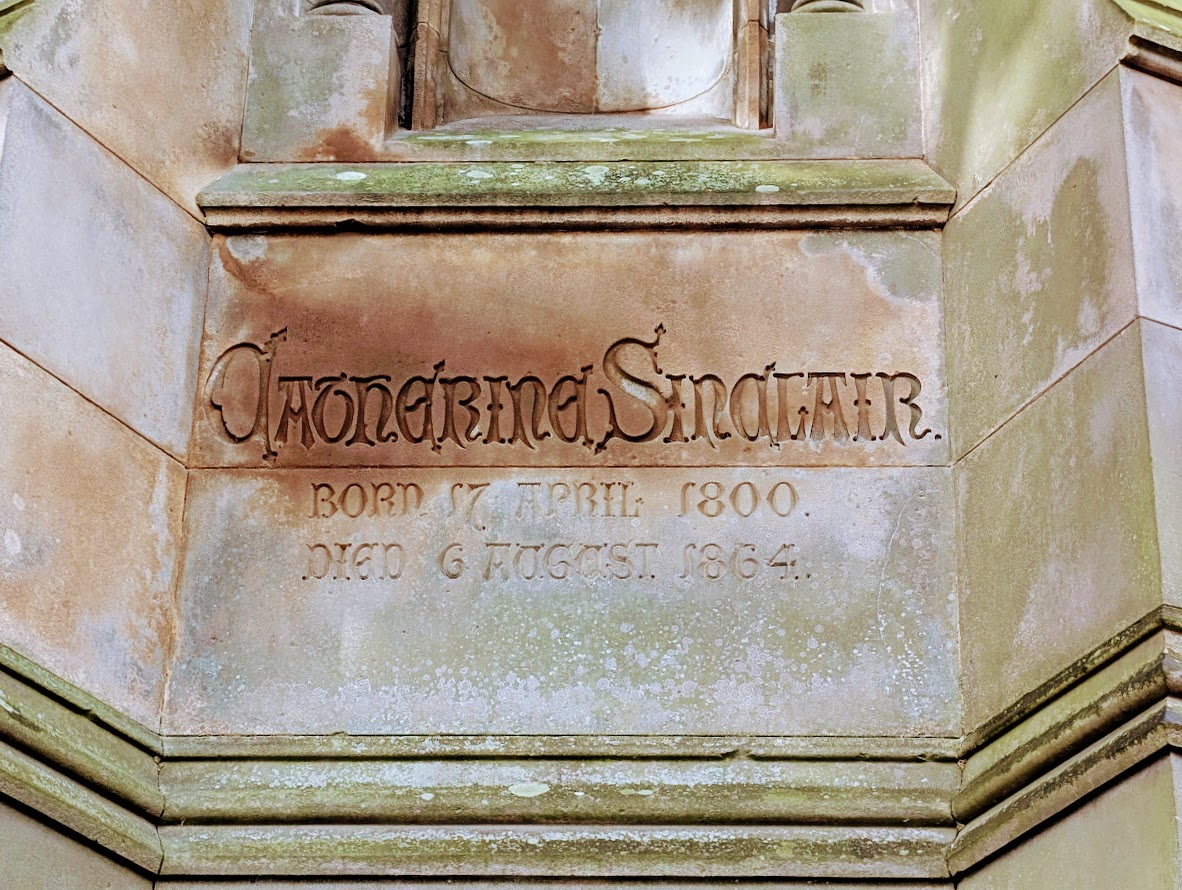 CATHERINE SINCLAIR.
BORN 17 APRIL 1800.
DIED 6 AUGUST 1864.